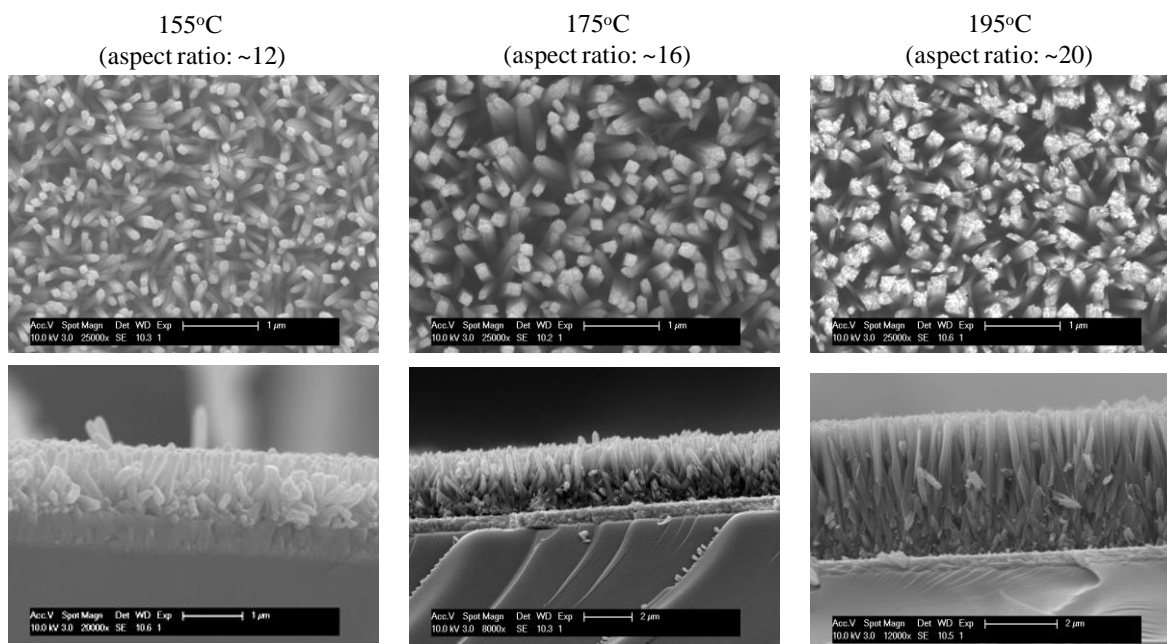 155°C
(aspect ratio: ~12)
175°C
(aspect ratio: ~16)
195°C
(aspect ratio: ~20)
Acc.V Spot Magn Det WD Exp 1 µm
10.0 kV 3.0 25000x SE 10.3 1
Acc.V Spot Magn Det WD Exp 1 µm
10.0 kV 3.0 25000x SE 10.2 1
Acc.V Spot Magn Det WD Exp 1 µm
10.0 kV 3.0 25000x SE 10.6 1
Acc.V Spot Magn Det WD Exp 1 µm
10.0 kV 3.0 20000x SE 10.6 1
Acc.V Spot Magn Det WD Exp 2 µm
10.0 kV 3.0 8000x SE 10.3 1
Acc.V Spot Magn Det WD Exp 2 µm
10.0 kV 3.0 12000x SE 10.5 1